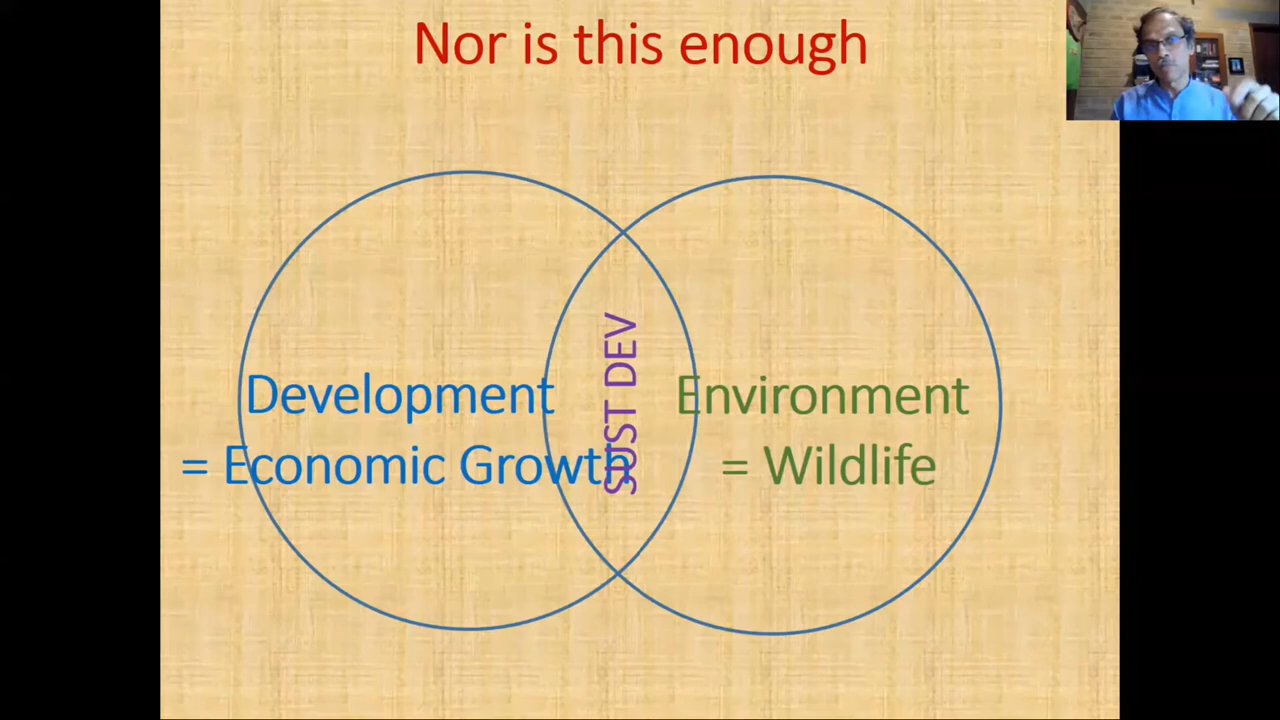 Nor is this enough
Development
= Economic Growth
SUST DEV
Environment
= Wildlife